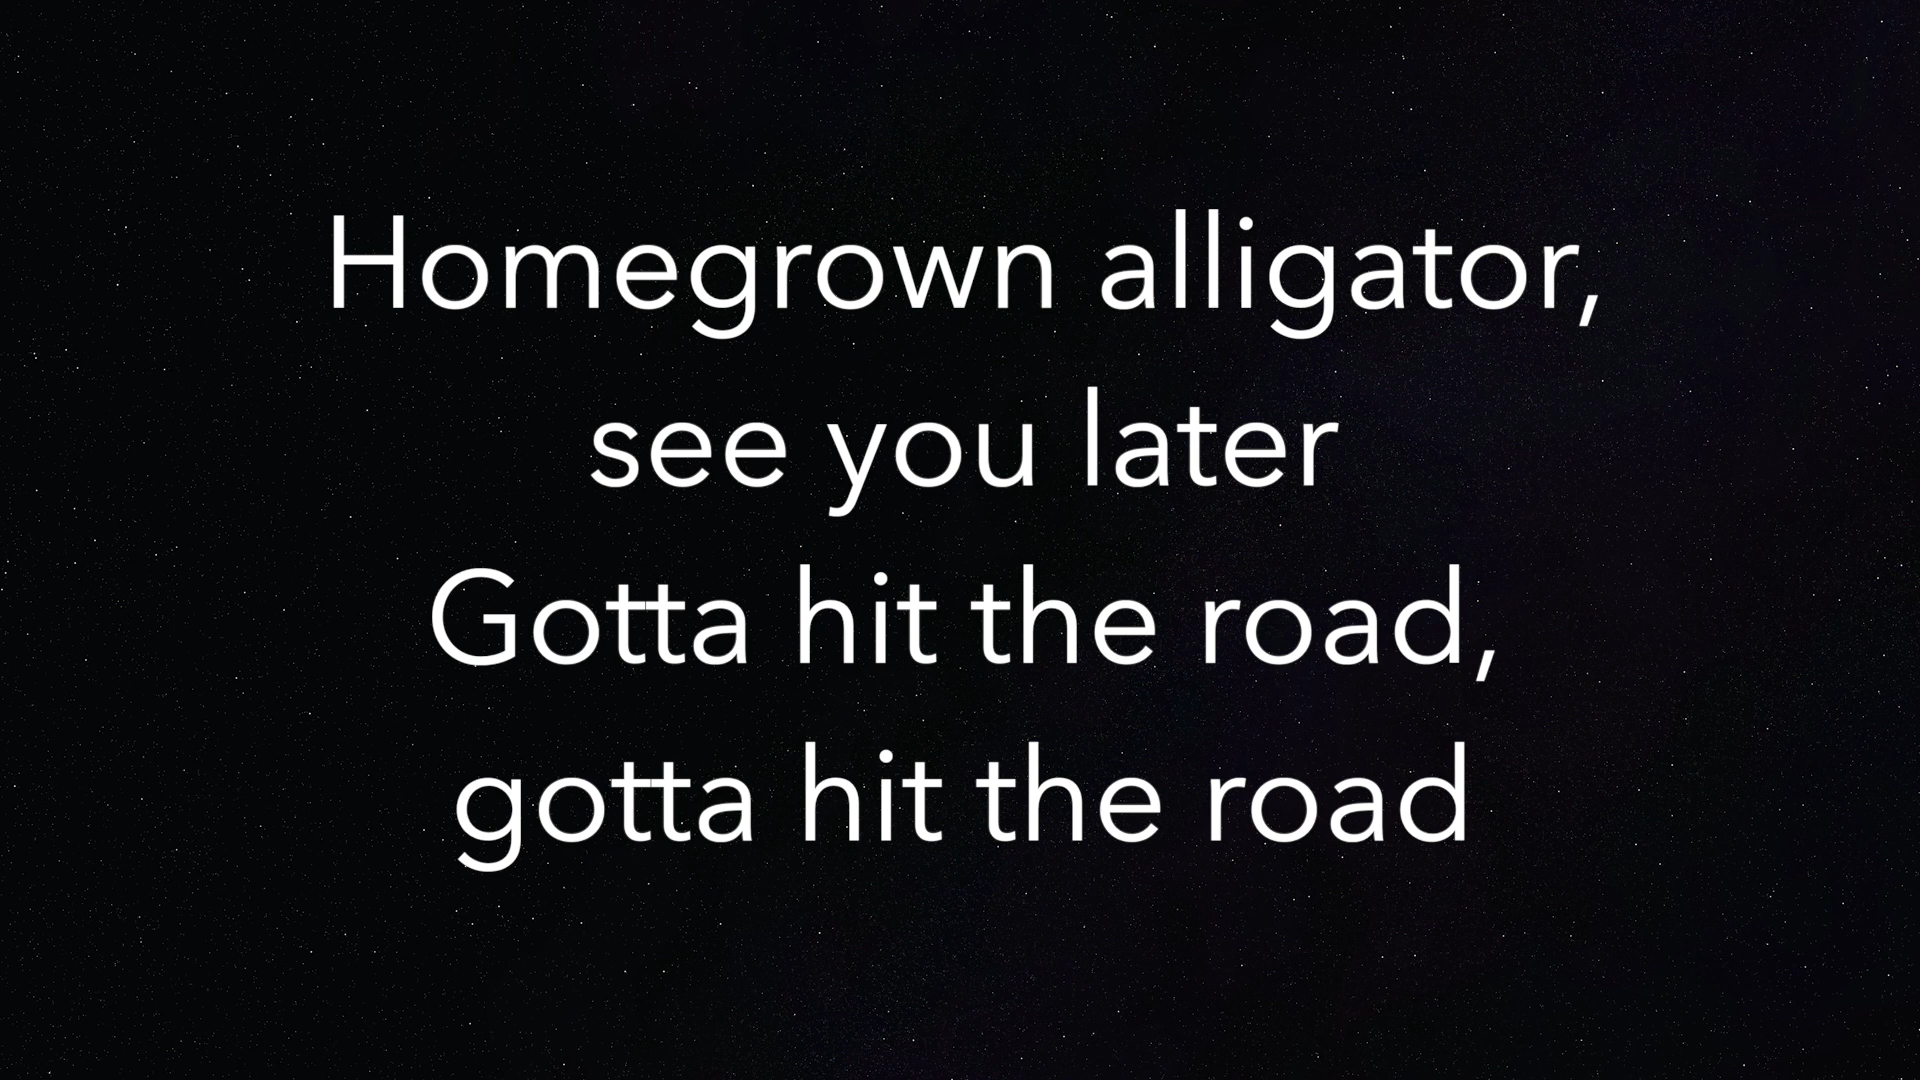 Homegrown alligator,
see you later
Gotta hit the road,
gotta hit the road